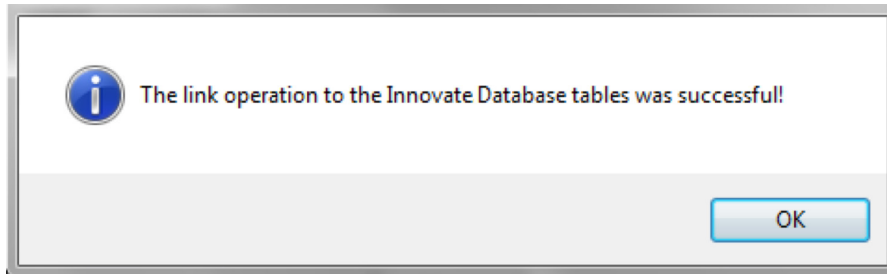 The link operation to the Innovate Database tables was successful!
OK